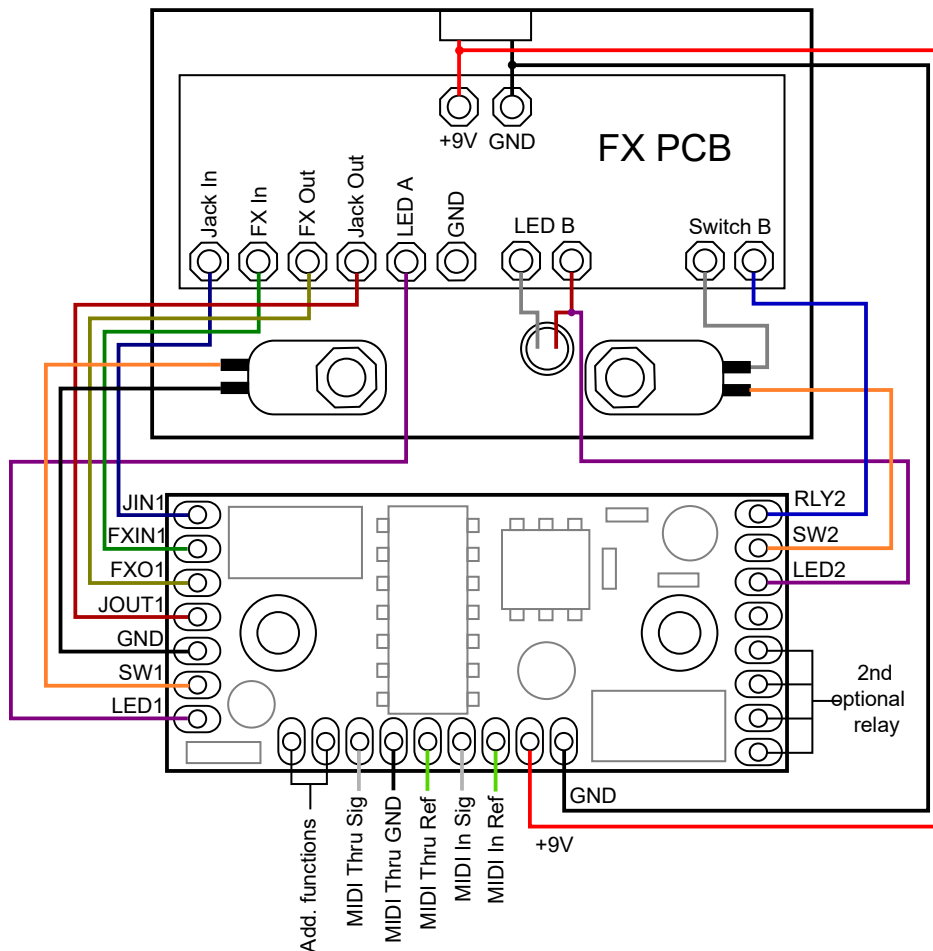 +9V
GND
FX PCB
Jack In
FX In
FX Out
Jack Out
LED A
GND
LED B
Switch B
JIN1
FXIN1
FXO1
JOUT1
GND
SW1
LED1
RLY2
SW2
LED2
2nd
optional
relay
Add. functions
MIDI Thru Sig
MIDI Thru GND
MIDI Thru Ref
MIDI In Sig
MIDI In Ref
+9V
GND